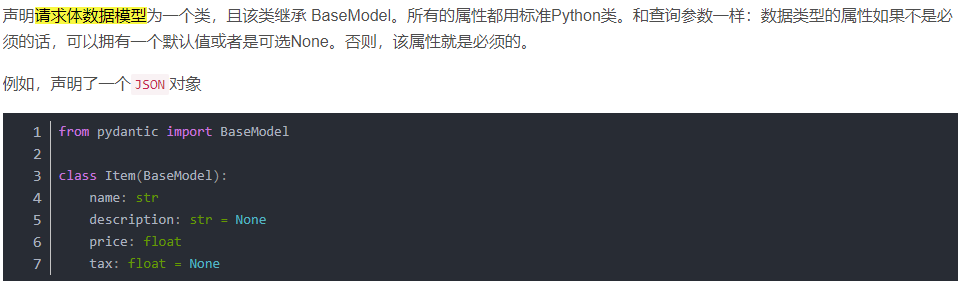 声明请求体数据模型为一个类，且该类继承 BaseModel。所有的属性都用标准Python类。和查询参数一样：数据类型的属性如果不是必
须的话，可以拥有一个默认值或者是可选None。否则，该属性就是必须的。
例如，声明了一个JSON对象
1 from pydantic import BaseModel
2
3 class Item(BaseModel):
4     name: str
5     description: str = None
6     price: float
7     tax: float = None